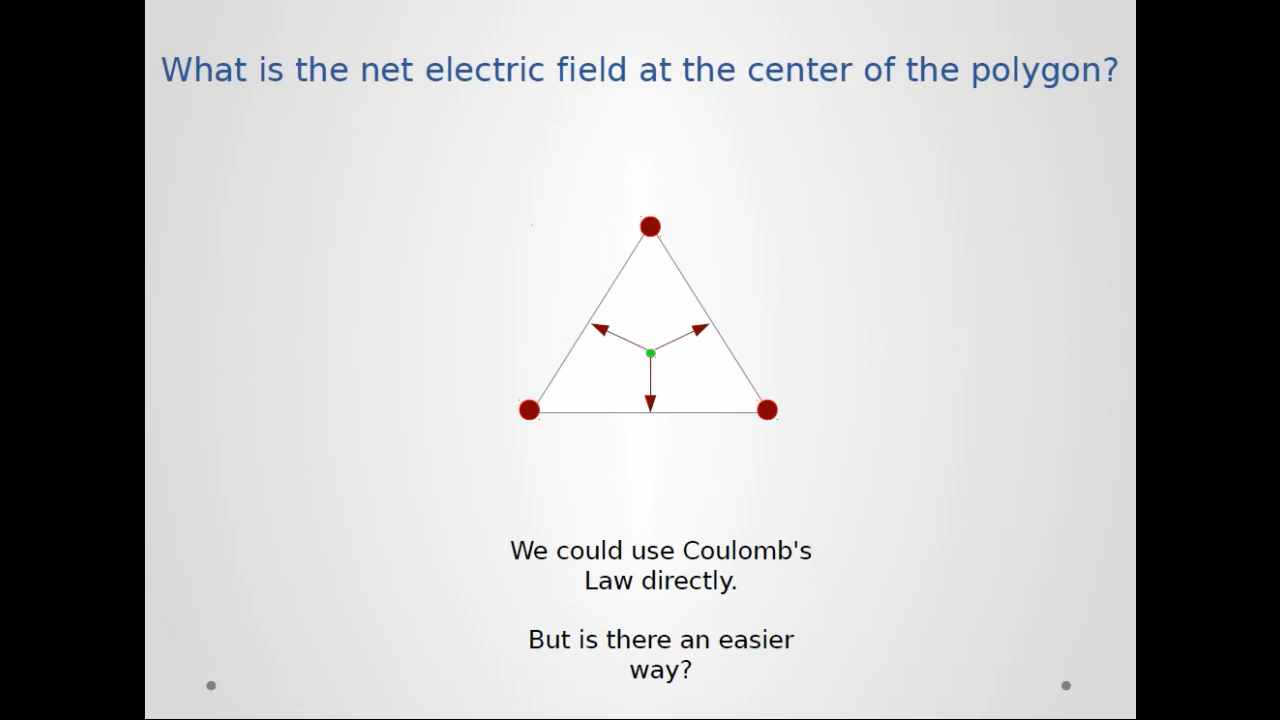 What is the net electric field at the center of the polygon?
We could use Coulomb's
Law directly.
But is there an easier
way?